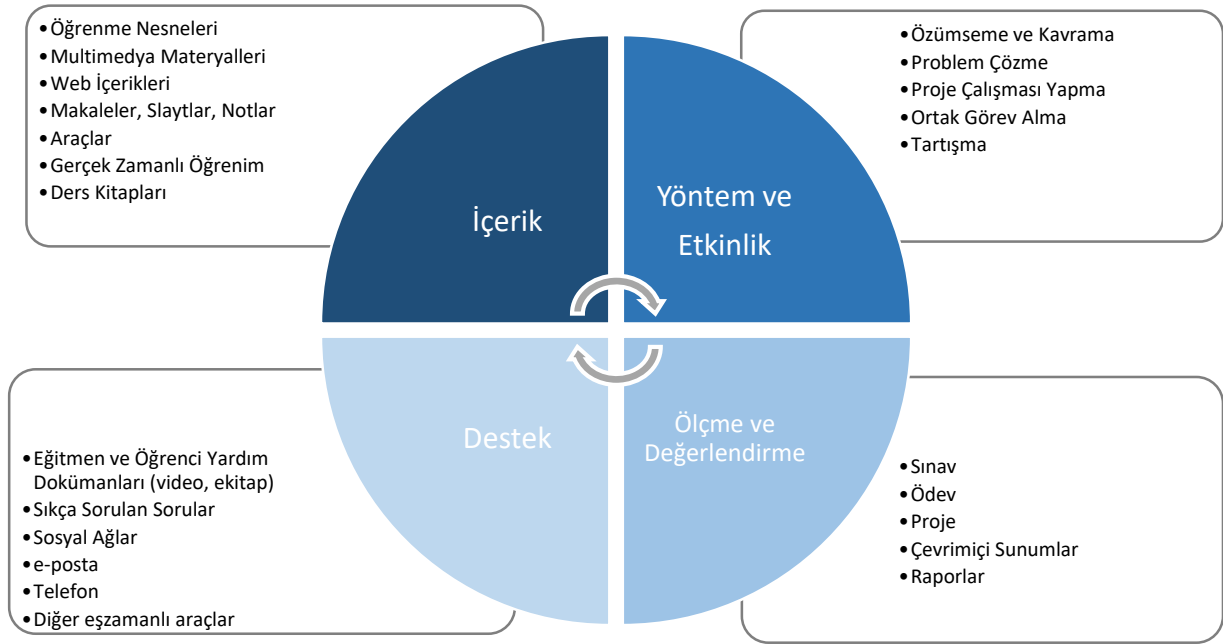 •Öğrenme Nesneleri
•Multimedya Materyalleri
•Web İçerikleri
•Makaleler, Slaytlar, Notlar
•Araçlar
•Gerçek Zamanlı Öğrenim
•Ders Kitapları
İçerik
•Özümseme ve Kavrama
•Problem Çözme
•Proje Çalışması Yapma
•Ortak Görev Alma
•Tartışma
Yöntem ve
Etkinlik
•Eğitmen ve Öğrenci Yardım
Dokümanları (video, ekitap)
•Sıkça Sorulan Sorular
•Sosyal Ağlar
•e-posta
•Telefon
•Diğer eşzamanlı araçlar
Destek
Ölçme ve
Değerlendirme
•Sınav
•Ödev
•Proje
•Çevrimiçi Sunumlar
•Raporlar